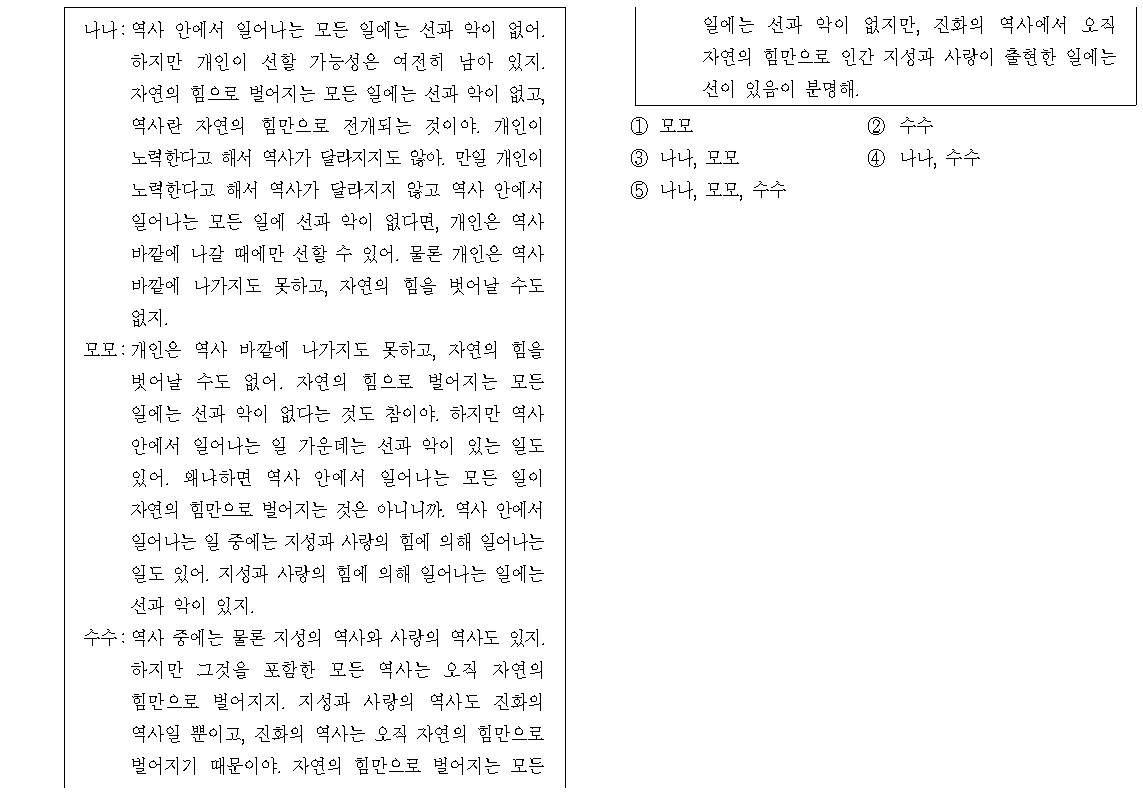 나나: 역사 안에서 일어나는 모든 일에는 선과 악이 없어.
하지만 개인이 선할 가능성은 여전히 남아 있지.
자연의 힘으로 벌어지는 모든 일에는 선과 악이 없고,
역사란 자연의 힘만으로 전개되는 것이야. 개인이
노력한다고 해서 역사가 달라지지도 않아. 만일 개인이
노력한다고 해서 역사가 달라지지 않고 역사 안에서
일어나는 모든 일에 선과 악이 없다면, 개인은 역사
바깥에 나갈 때에만 선할 수 있어. 물론 개인은 역사
바깥에 나가지도 못하고, 자연의 힘을 벗어날 수도
없지.
모모: 개인은 역사 바깥에 나가지도 못하고, 자연의 힘을
벗어날 수도 없어. 자연의 힘으로 벌어지는 모든
일에는 선과 악이 없다는 것도 참이야. 하지만 역사
안에서 일어나는 일 가운데는 선과 악이 있는 일도
있어. 왜냐하면 역사 안에서 일어나는 모든 일이
자연의 힘만으로 벌어지는 것은 아니니까. 역사 안에서
일어나는 일 중에는 지성과 사랑의 힘에 의해 일어나는
일도 있어. 지성과 사랑의 힘에 의해 일어나는 일에는
선과 악이 있지.
수수: 역사 중에는 물론 지성의 역사와 사랑의 역사도 있지.
하지만 그것을 포함한 모든 역사는 오직 자연의
힘만으로 벌어지지. 지성과 사랑의 역사도 진화의
역사일 뿐이고, 진화의 역사는 오직 자연의 힘만으로
벌어지기 때문이야. 자연의 힘만으로 벌어지는 모든
일에는 선과 악이 없지만, 진화의 역사에서 오직
자연의 힘만으로 인간 지성과 사랑이 출현한 일에는
선이 있음이 분명해.
① 모모 ② 수수
③ 나나, 모모 ④ 나나, 수수
⑤ 나나, 모모, 수수